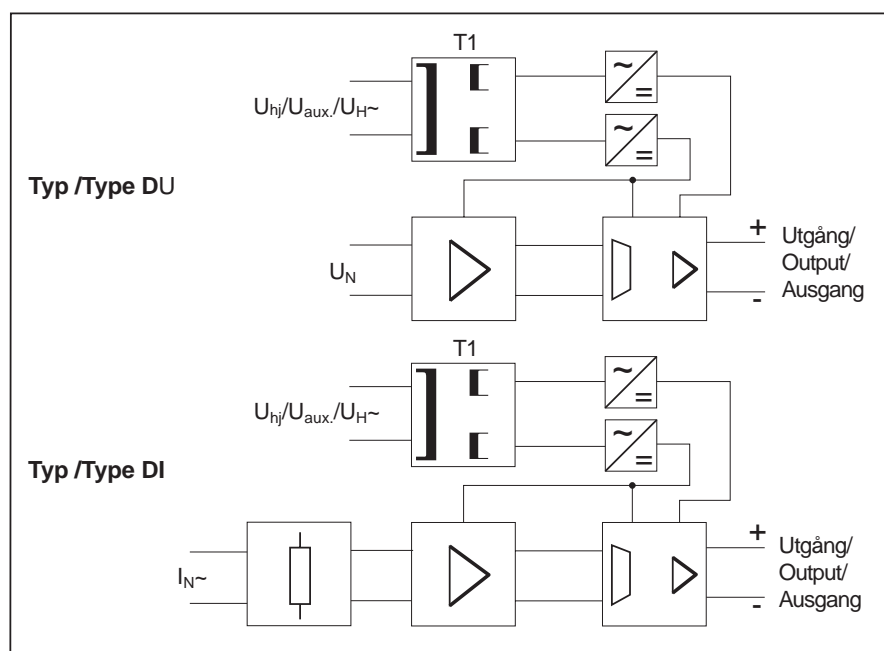 T1
~
=
U_hj/U_aux./U_H~
~
=
Typ /Type DU
+
Utgång/
U_N
Output/
-
Ausgang
T1
~
=
U_hj/U_aux./U_H~
~
=
Typ /Type DI
+
Utgång/
I_N~
Output/
-
Ausgang